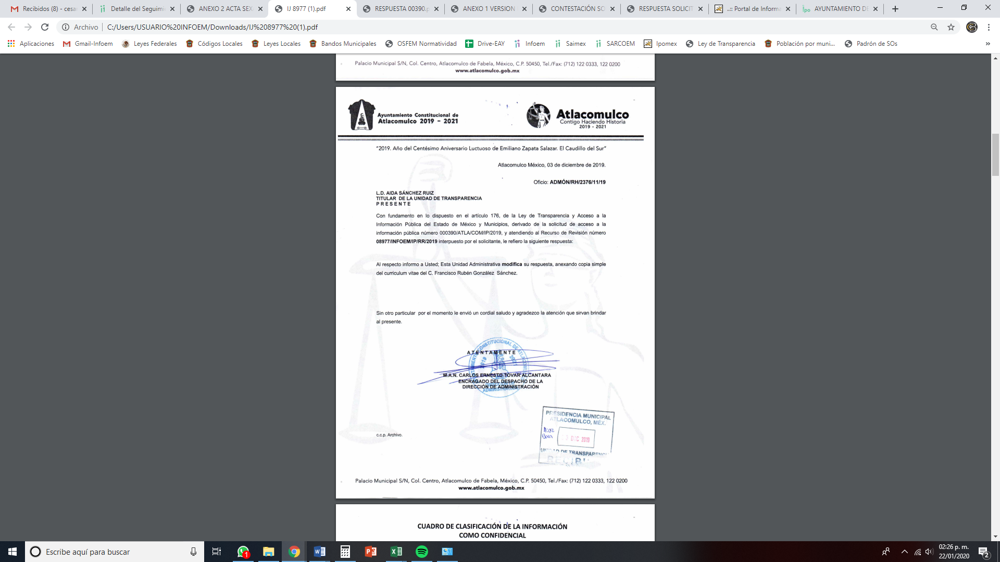 Recibidos (8) - cesa
Detalle del Seguimi
ANEXO 2 ACTA SEX
IJ 8977 (1).pdf
RESPUESTA 00390.p
ANEXO 1 VERSION
CONTESTACIÓN SO
RESPUESTA SOLICIT
..:: Portal de Informa
AYUNTAMIENTO DE
Archivo
C:/Users/USUARIO%20INFOEM/Downloads/IJ%208977%20(1).pdf
Aplicaciones
Gmail-Infoem
Leyes Federales
Códigos Locales
Leyes Locales
Bandos Municipales
OSFEM Normatividad
Drive-EAY
Infoem
Saimex
SARCOEM
Ipomex
Ley de Transparencia
Población por muni...
Padrón de SOs
Palacio Municipal S/N, Col. Centro, Atlacomulco de Fabela, México, C.P. 50450, Tel./Fax: (712) 122 0333, 122 0200
www.atlacomulco.gob.mx
Ayuntamiento Constitucional de
Atlacomulco 2019 - 2021
Atlacomulco
Contigo Haciendo Historia
2019 - 2021
"2019. Año del Centésimo Aniversario Luctuoso de Emiliano Zapata Salazar. El Caudillo del Sur"
Atlacomulco México, 03 de diciembre de 2019.
Oficio: ADMÓN/RH/2376/11/19
L.D. AIDA SÁNCHEZ RUIZ
TITULAR DE LA UNIDAD DE TRANSPARENCIA
P R E S E N T E
Con fundamento en lo dispuesto en el artículo 176, de la Ley de Transparencia y Acceso a la
Información Pública del Estado de México y Municipios, derivado de la solicitud de acceso a la
información pública número 000390/ATLA/COM/IP/2019, y atendiendo al Recurso de Revisión número
08977/INFOEM/IP/RR/2019 interpuesto por el solicitante, le refiero la siguiente respuesta:
Al respecto informo a Usted; Esta Unidad Administrativa modifica su respuesta, anexando copia simple
del curriculum vitae del C. Francisco Rubén González Sánchez.
Sin otro particular por el momento le envió un cordial saludo y agradezco la atención que sirvan brindar
al presente.
A T E N T A M E N T E
2019 2021
M.A.N. CARLOS ERNESTO TOVAR ALCANTARA
ENCRAGADO DEL DESPACHO DE LA
DIRECCIÓN DE ADMINISTRACIÓN
PRESIDENCIA MUNICIPAL
ATLACOMULCO, MÉX.
3 DIC 2019
UNIDAD DE TRANSPARENCIA
c.c.p. Archivo.
Palacio Municipal S/N, Col. Centro, Atlacomulco de Fabela, México, C.P. 50450, Tel./Fax: (712) 122 0333, 122 0200
www.atlacomulco.gob.mx
CUADRO DE CLASIFICACIÓN DE LA INFORMACIÓN
COMO CONFIDENCIAL
Escribe aquí para buscar
1
02:26 p. m.
22/01/2020
2